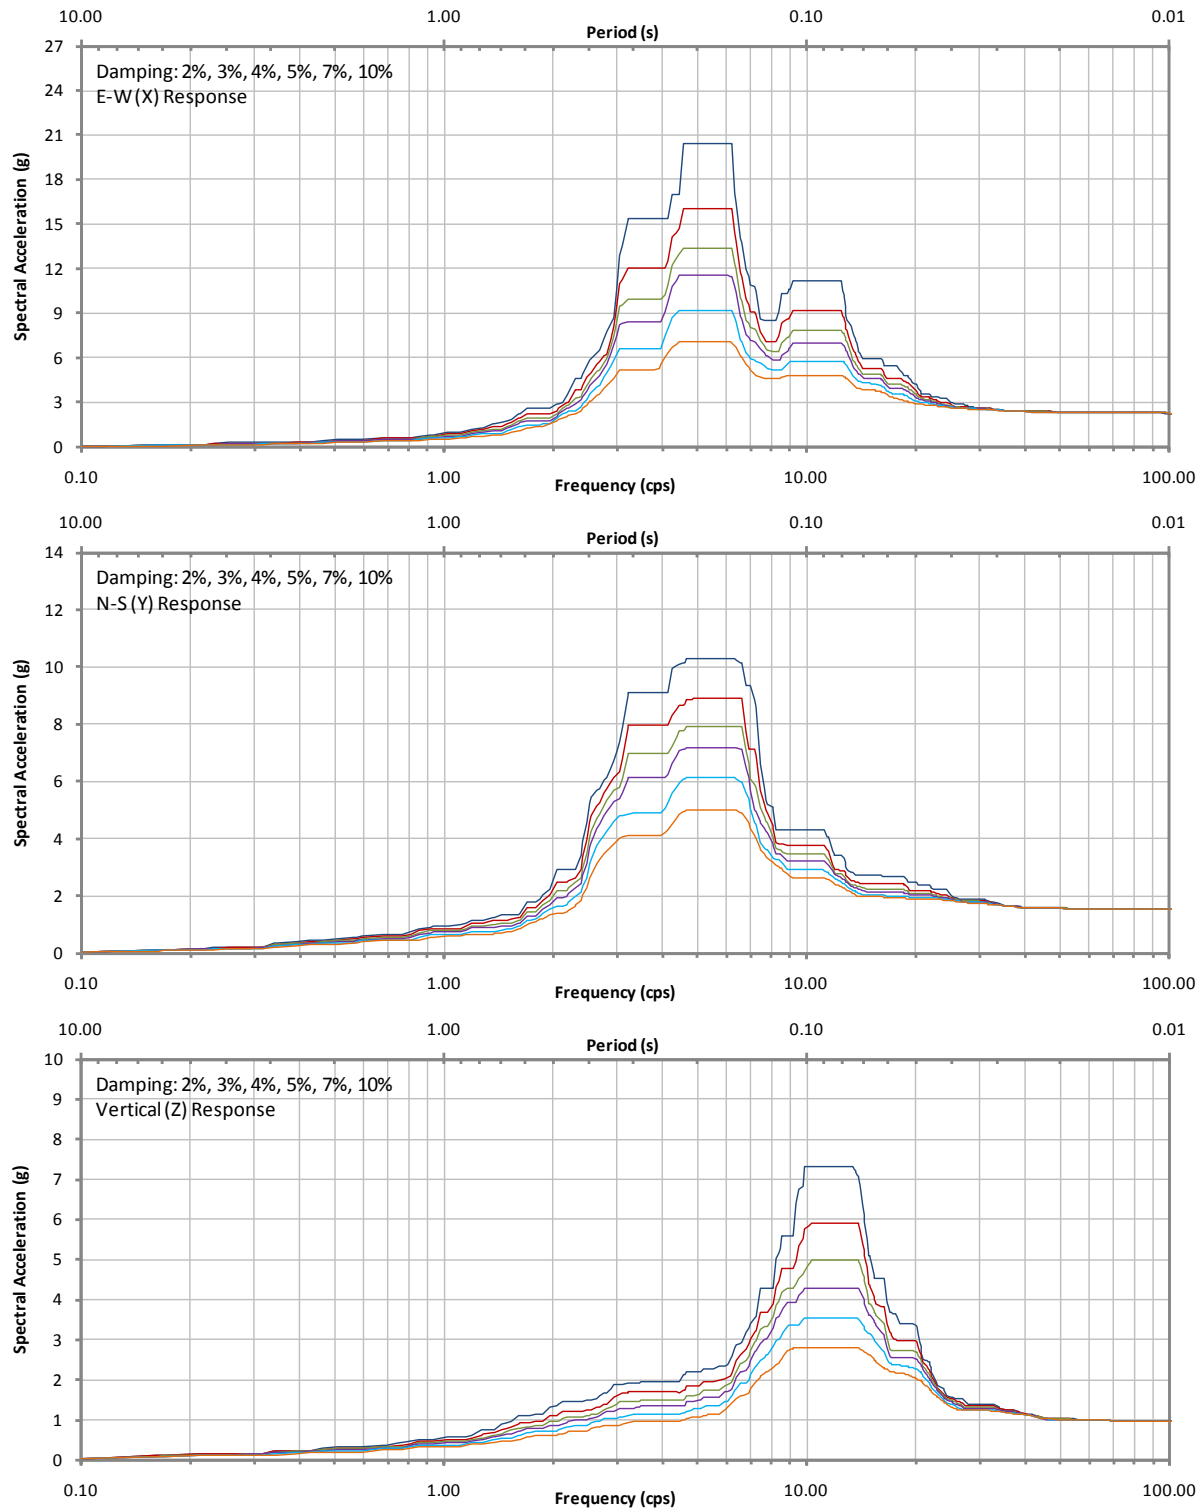 10.00 1.00 0.10 0.01
Period (s)
27
Damping: 2%, 3%, 4%, 5%, 7%, 10%
24
E-W (X) Response
21
18
15
12
9
6
3
0
Spectral Acceleration (g)
0.10 1.00 10.00 100.00
Frequency (cps)
10.00 1.00 0.10 0.01
Period (s)
14
Damping: 2%, 3%, 4%, 5%, 7%, 10%
N-S (Y) Response
12
10
8
6
4
2
0
Spectral Acceleration (g)
0.10 1.00 10.00 100.00
Frequency (cps)
10.00 1.00 0.10 0.01
Period (s)
10
Damping: 2%, 3%, 4%, 5%, 7%, 10%
9
Vertical (Z) Response
8
7
6
5
4
3
2
1
0
Spectral Acceleration (g)
0.10 1.00 10.00 100.00
Frequency (cps)